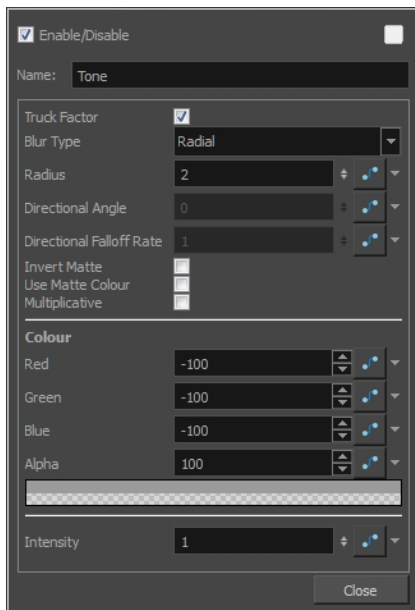 Enable/Disable
Name: Tone
Truck Factor
Blur Type Radial
Radius 2
Directional Angle 0
Directional Falloff Rate 1
Invert Matte
Use Matte Colour
Multiplicative
Colour
Red -100
Green -100
Blue -100
Alpha 100
Intensity 1
Close